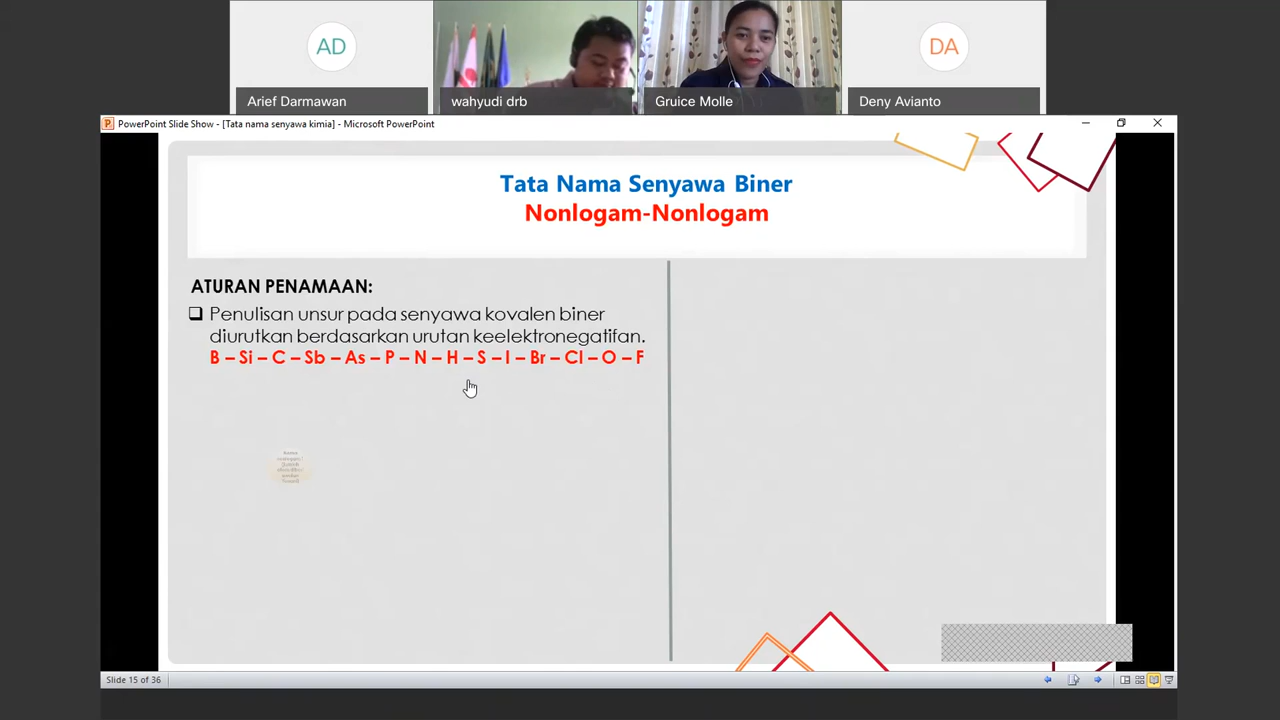 AD
DA
Arief Darmawan
wahyudi drb
Gruice Molle
Deny Avianto
PowerPoint Slide Show - [Tata nama senyawa kimia] - Microsoft PowerPoint
Tata Nama Senyawa Biner
Nonlogam-Nonlogam
ATURAN PENAMAAN:
Penulisan unsur pada senyawa kovalen biner
diurutkan berdasarkan urutan keelektronegatifan.
B – Si – C – Sb – As – P – N – H – S – I – Br – Cl – O – F
Slide 15 of 36